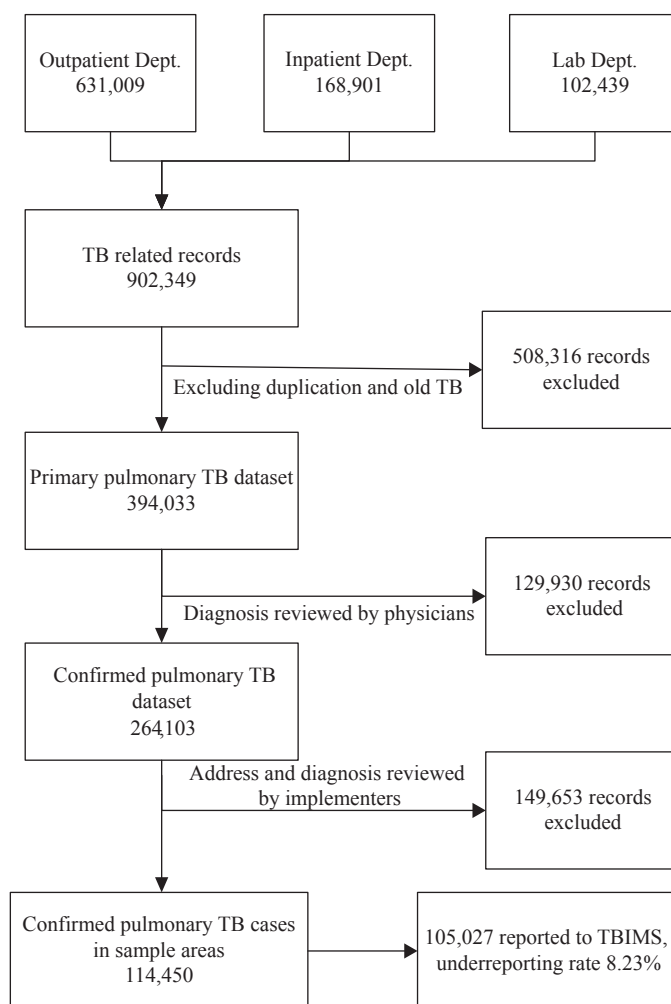 Outpatient Dept.
631,009
Inpatient Dept.
168,901
Lab Dept.
102,439
TB related records
902,349
508,316 records
excluded
Excluding duplication and old TB
Primary pulmonary TB dataset
394,033
129,930 records
excluded
Diagnosis reviewed by physicians
Confirmed pulmonary TB
dataset
264,103
Address and diagnosis reviewed
by implementers
149,653 records
excluded
Confirmed pulmonary TB cases
in sample areas
114,450
105,027 reported to TBIMS,
underreporting rate 8.23%